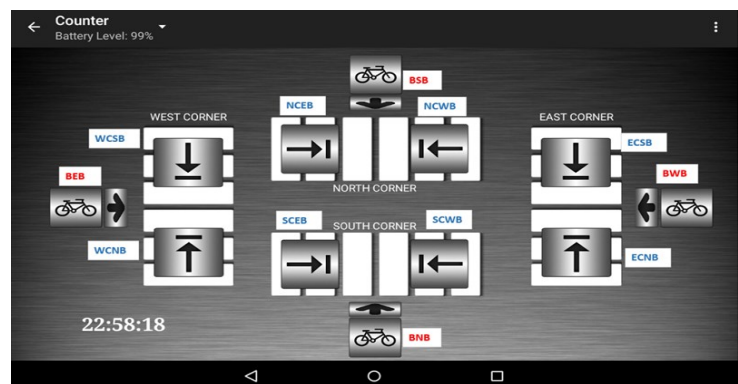 Counter
Battery Level: 99%
BSB
NCEB
NCWB
WEST CORNER
EAST CORNER
WCSB
ECSB
BEB
BWB
NORTH CORNER
SCEB
SCWB
SOUTH CORNER
WCNB
ECNB
22:58:18
BNB